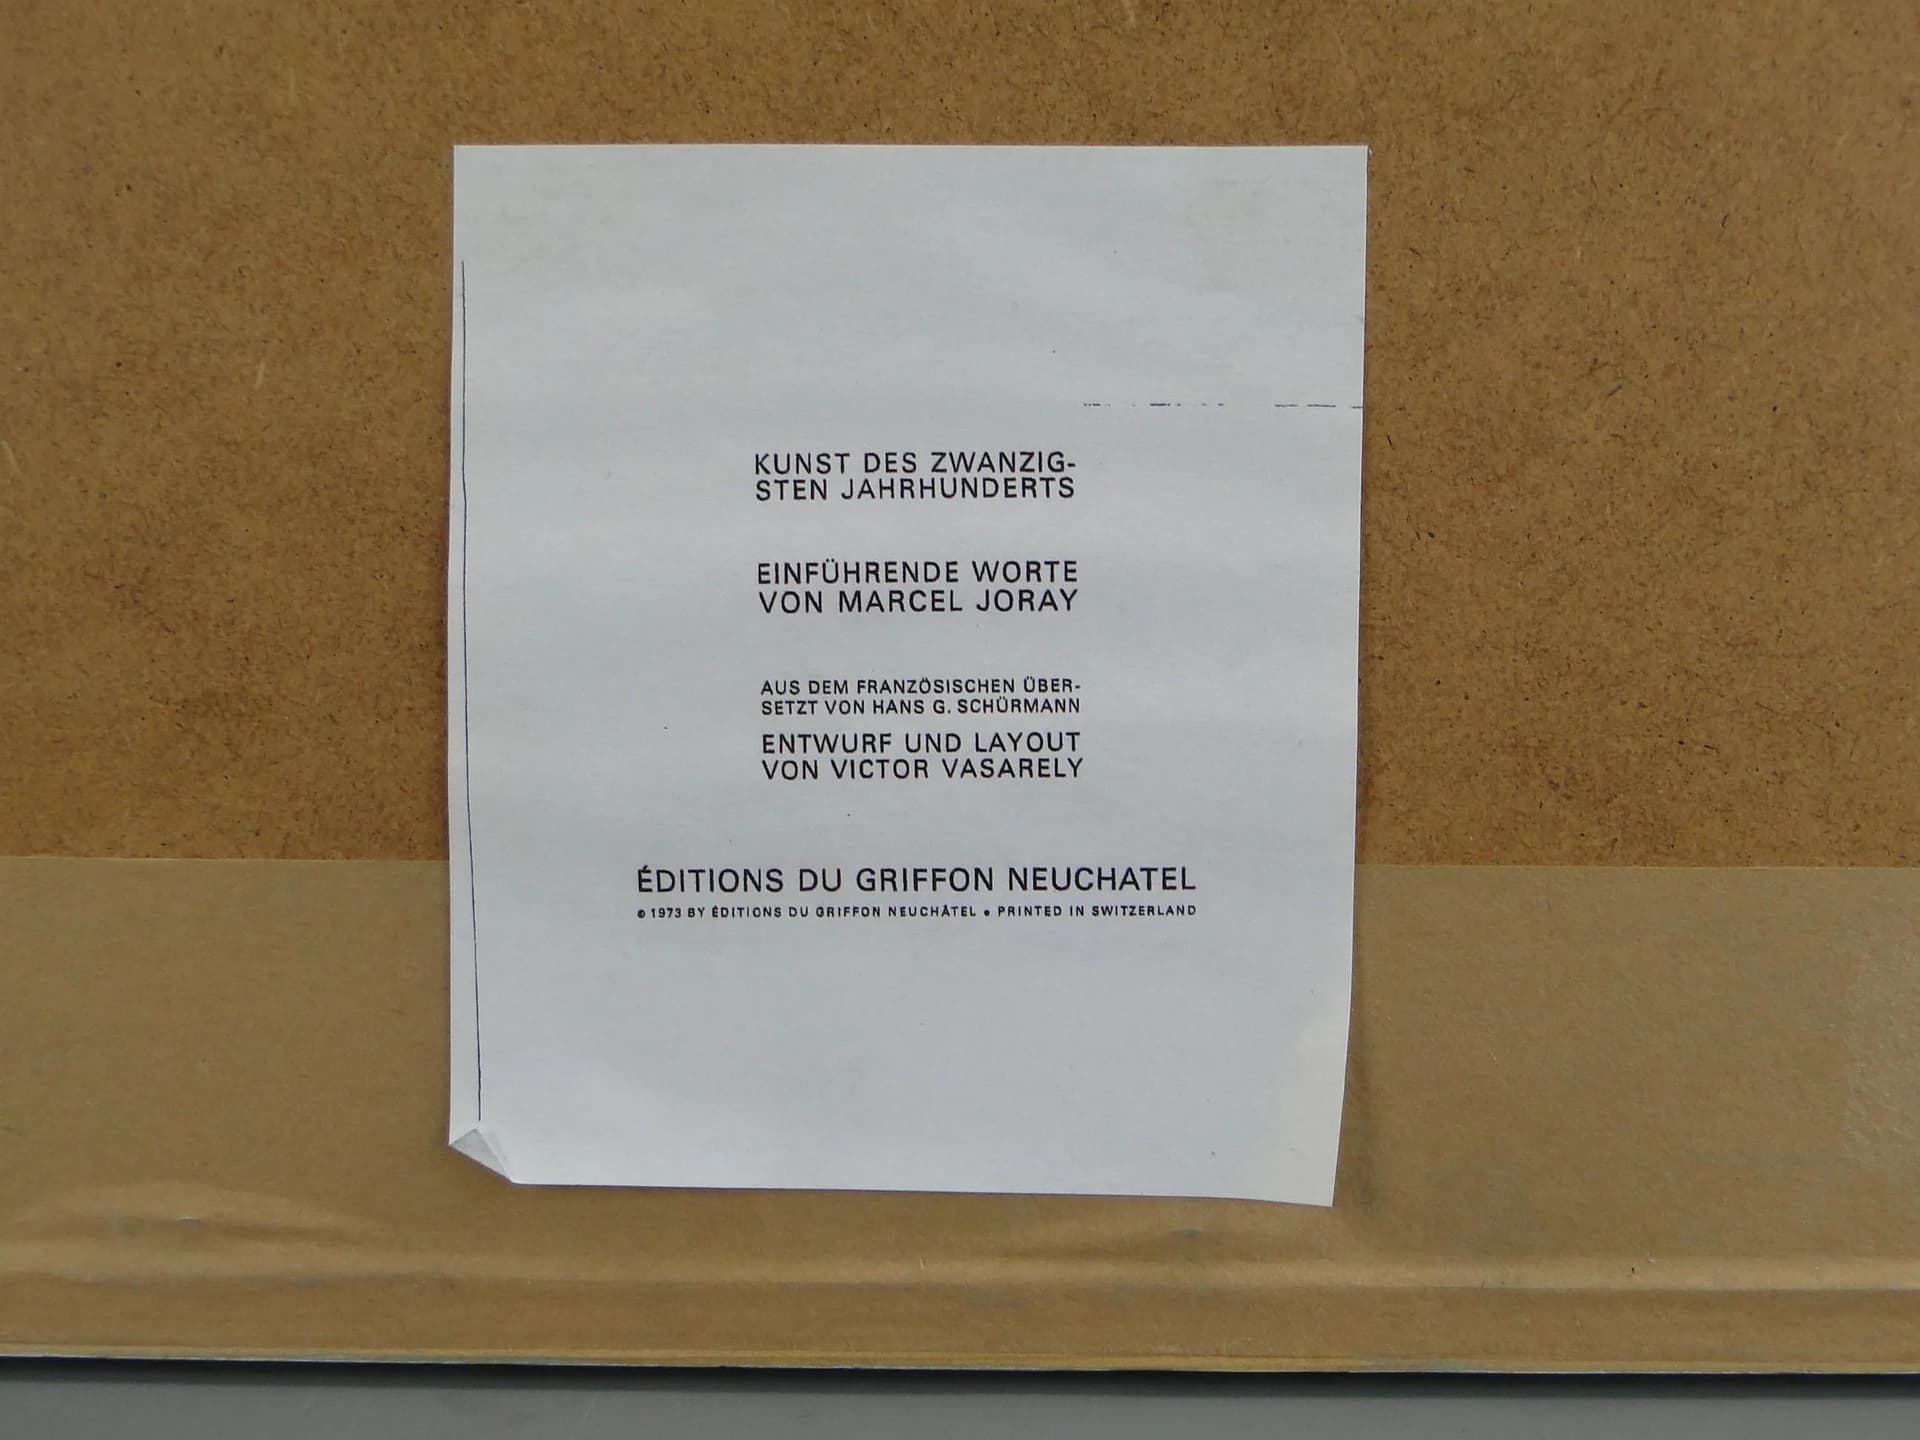 KUNST DES ZWANZIG-
STEN JAHRHUNDERTS
EINFÜHRENDE WORTE
VON MARCEL JORAY
AUS DEM FRANZÖSISCHEN ÜBER-
SETZT VON HANS G. SCHÜRMANN
ENTWURF UND LAYOUT
VON VICTOR VASARELY
ÉDITIONS DU GRIFFON NEUCHATEL
© 1973 BY ÉDITIONS DU GRIFFON NEUCHÂTEL • PRINTED IN SWITZERLAND